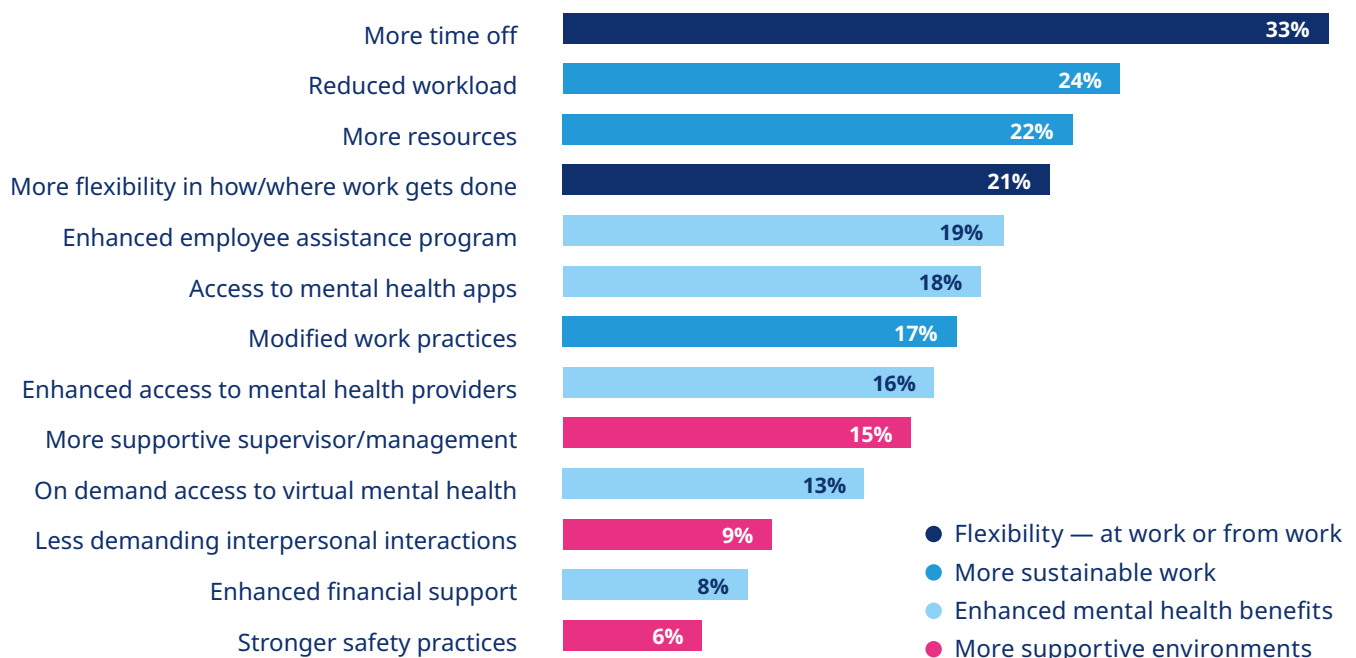 More time off 33%
Reduced workload 24%
More resources 22%
More flexibility in how/where work gets done 21%
Enhanced employee assistance program 19%
Access to mental health apps 18%
Modified work practices 17%
Enhanced access to mental health providers 16%
More supportive supervisor/management 15%
On demand access to virtual mental health 13%
Less demanding interpersonal interactions 9%
Enhanced financial support 8%
Stronger safety practices 6%
Flexibility — at work or from work
More sustainable work
Enhanced mental health benefits
More supportive environments